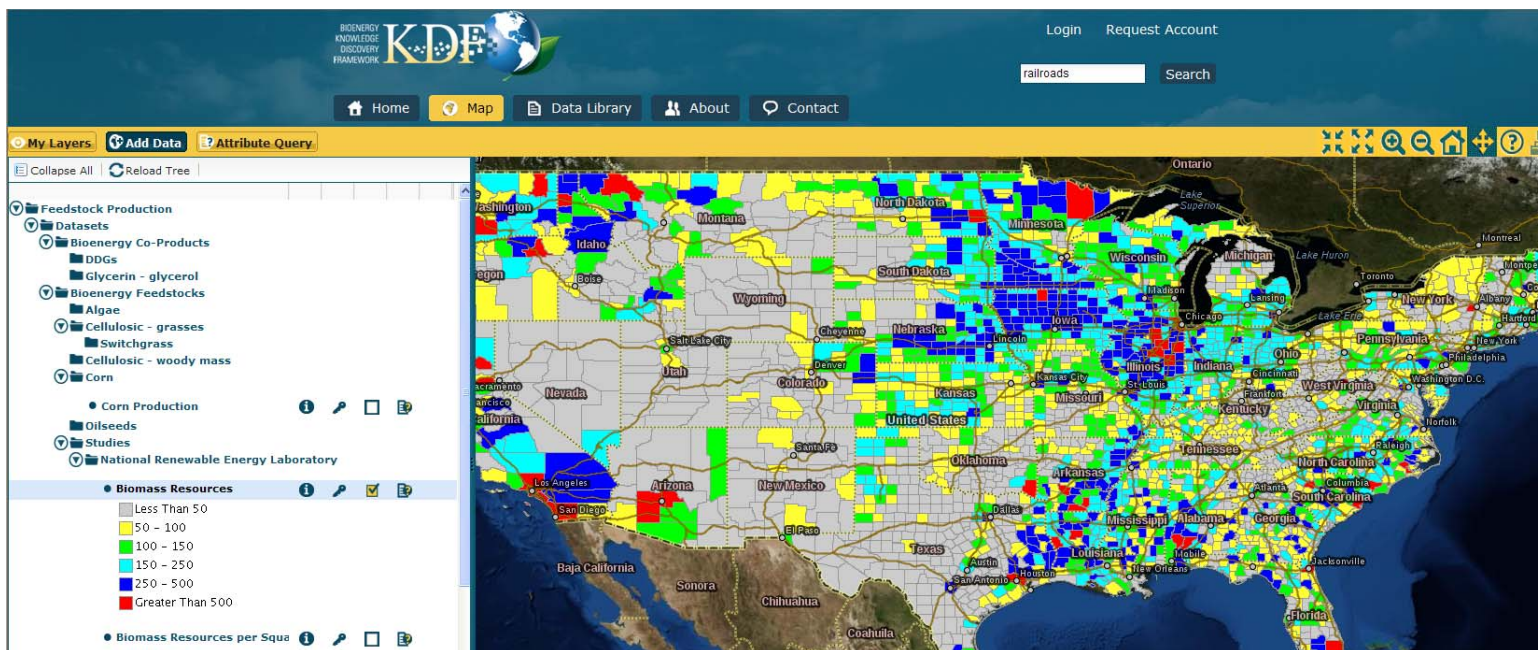 BIOENERGY
KNOWLEDGE
DISCOVERY
FRAMEWORK
KDF
Login Request Account
railroads Search
Home Map Data Library About Contact
My Layers Add Data Attribute Query
Collapse All Reload Tree
Feedstock Production
Datasets
Bioenergy Co-Products
DDGs
Glycerin - glycerol
Bioenergy Feedstocks
Algae
Cellulosic - grasses
Switchgrass
Cellulosic - woody mass
Corn
Corn Production
Oilseeds
Studies
National Renewable Energy Laboratory
Biomass Resources
Less Than 50
50 - 100
100 - 150
150 - 250
250 - 500
Greater Than 500
Biomass Resources per Squa
Ontario
Lake
Superior
Washington
Montana
North Dakota
Minnesota
Montreal
Idaho
Wisconsin
Michigan
Lake Huron
egon
Boise
South Dakota
Toronto
Montpe
Wyoming
Madison
Lansing
New York
Albany
Iowa
Chicago
Lake Erie
Hartford
Cheyenne
Nebraska
Lincoln
Pennsylvania
New York
Salt Lake City
Ohio
Philadelphia
Utah
Denver
Illinois
Indiana
Cincinnati
Washington D.C.
acramento
Nevada
Colorado
Kansas City
St-Louis
West Virginia
Frankfort
ancisco
Kansas
Missouri
Kentucky
Virginia
alifornia
United States
Norfolk
Santa Fe
Tennessee
Raleigh
Oklahoma
North Carolina
Los Angeles
Arizona
New Mexico
Arkansas
Atlanta
Columbia
South Carolina
San Diego
Dallas
Mississippi
Alabama
Georgia
El Paso
Texas
Louisiana
Mobile
Jacksonville
Baja California
Austin
New Orleans
Sonora
San Antonio
Houston
Chihuahua
Florida
Coahuila